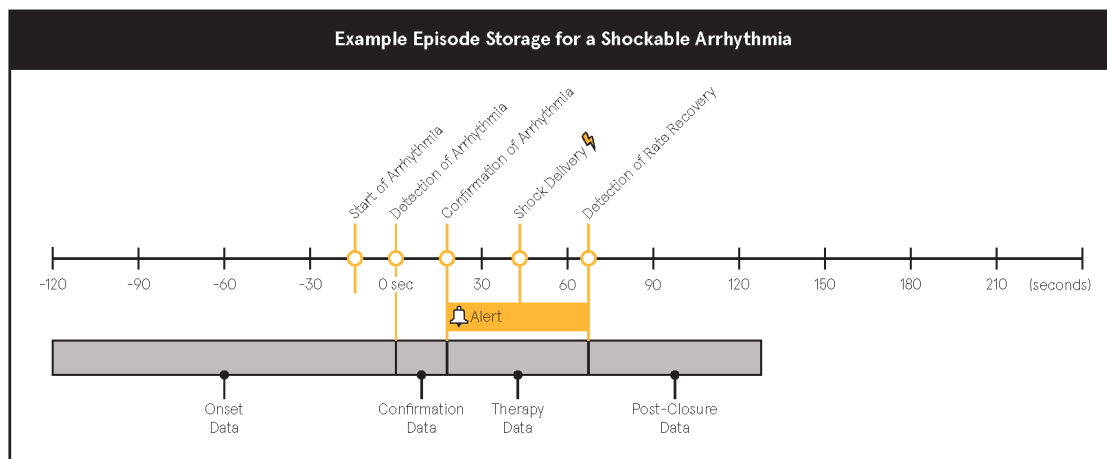 Example Episode Storage for a Shockable Arrhythmia
Start of Arrhythmia
Detection of Arrhythmia
Confirmation of Arrhythmia
Shock Delivery
Detection of Rate Recovery
-120 -90 -60 -30 0 sec 30 60 90 120 150 180 210 (seconds)
Alert
Onset
Data
Confirmation
Data
Therapy
Data
Post-Closure
Data